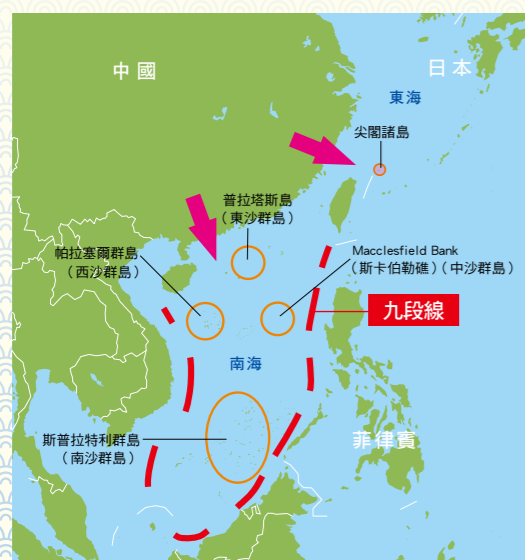 中國
日本
東海
尖閣諸島
普拉塔斯島
（東沙群島）
帕拉塞爾群島
（西沙群島）
Macclesfield Bank
（斯卡伯勒礁）（中沙群島）
九段線
南海
斯普拉特利群島
（南沙群島）
菲律賓